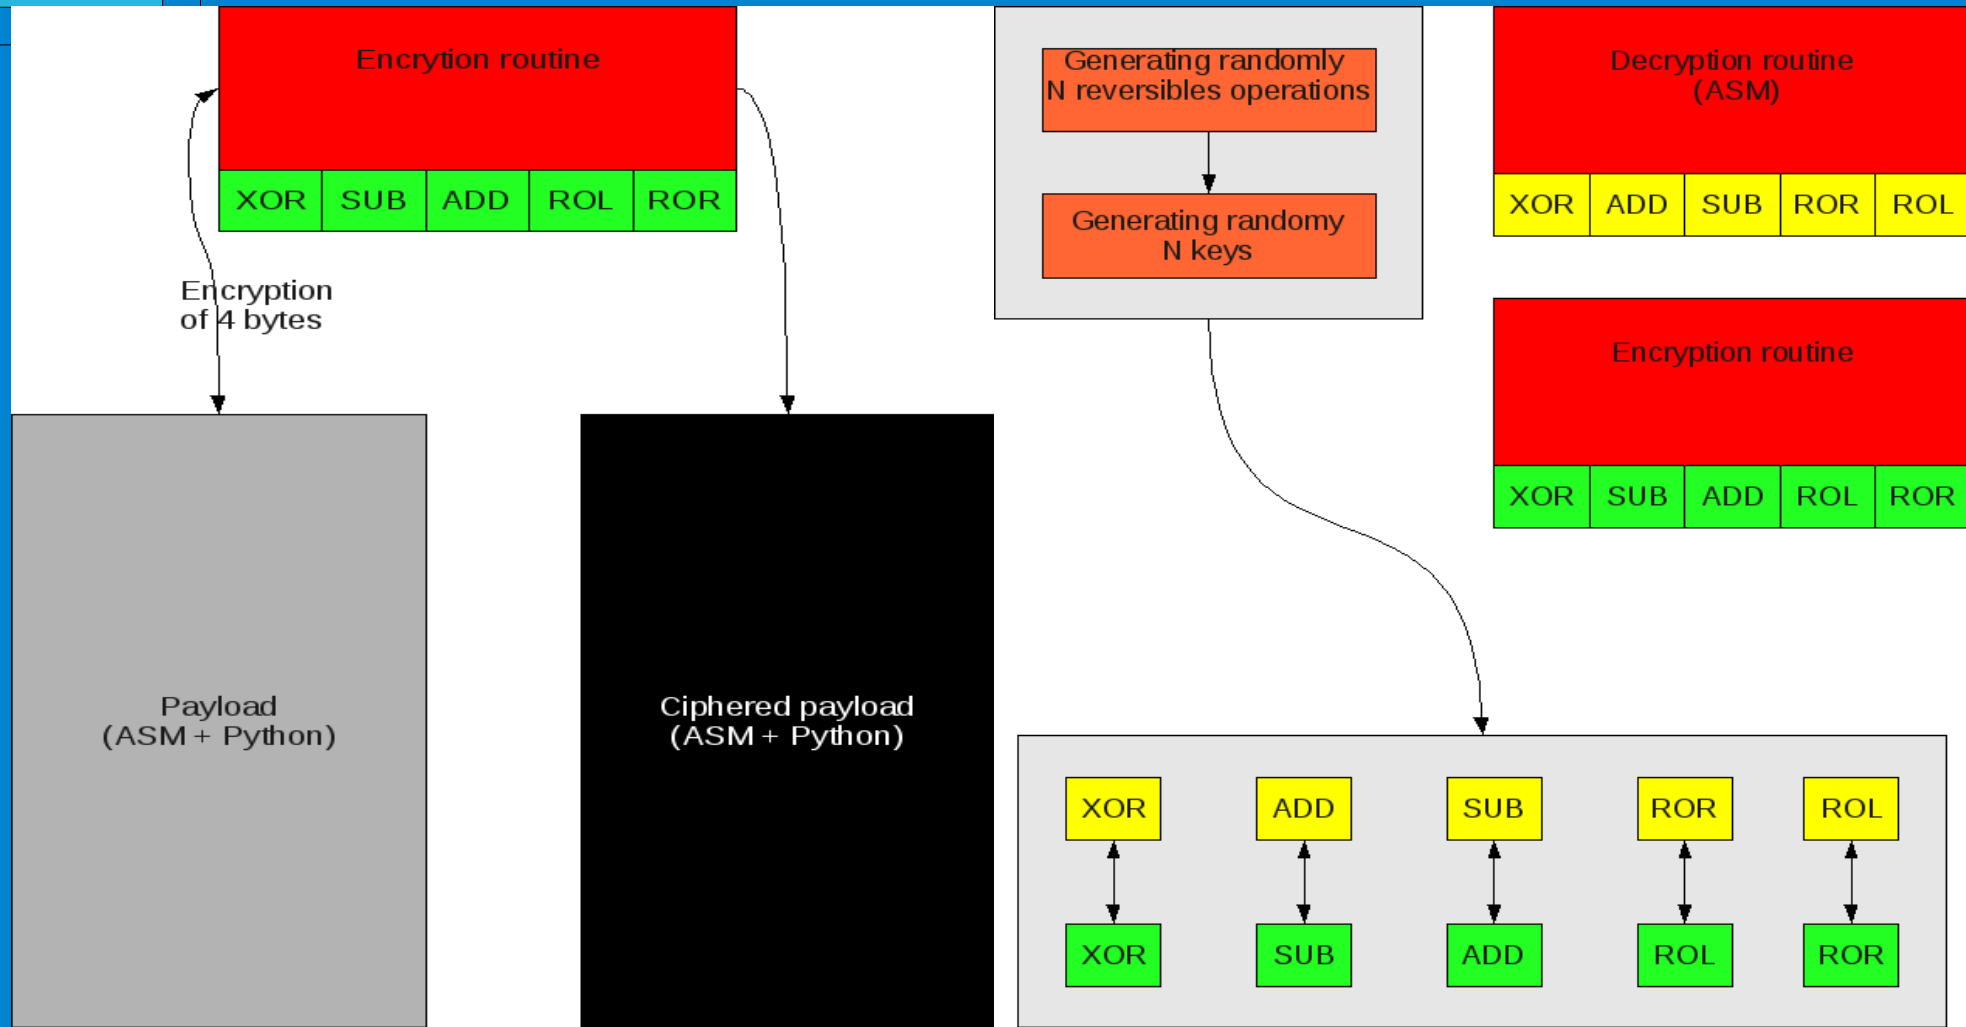 Encrytion routine
XOR SUB ADD ROL ROR
Encryption
of 4 bytes
Payload
(ASM + Python)
Ciphered payload
(ASM + Python)
Generating randomly
N reversibles operations
Generating randomy
N keys
Decryption routine
(ASM)
XOR ADD SUB ROR ROL
Encryption routine
XOR SUB ADD ROL ROR
XOR ADD SUB ROR ROL
XOR SUB ADD ROL ROR